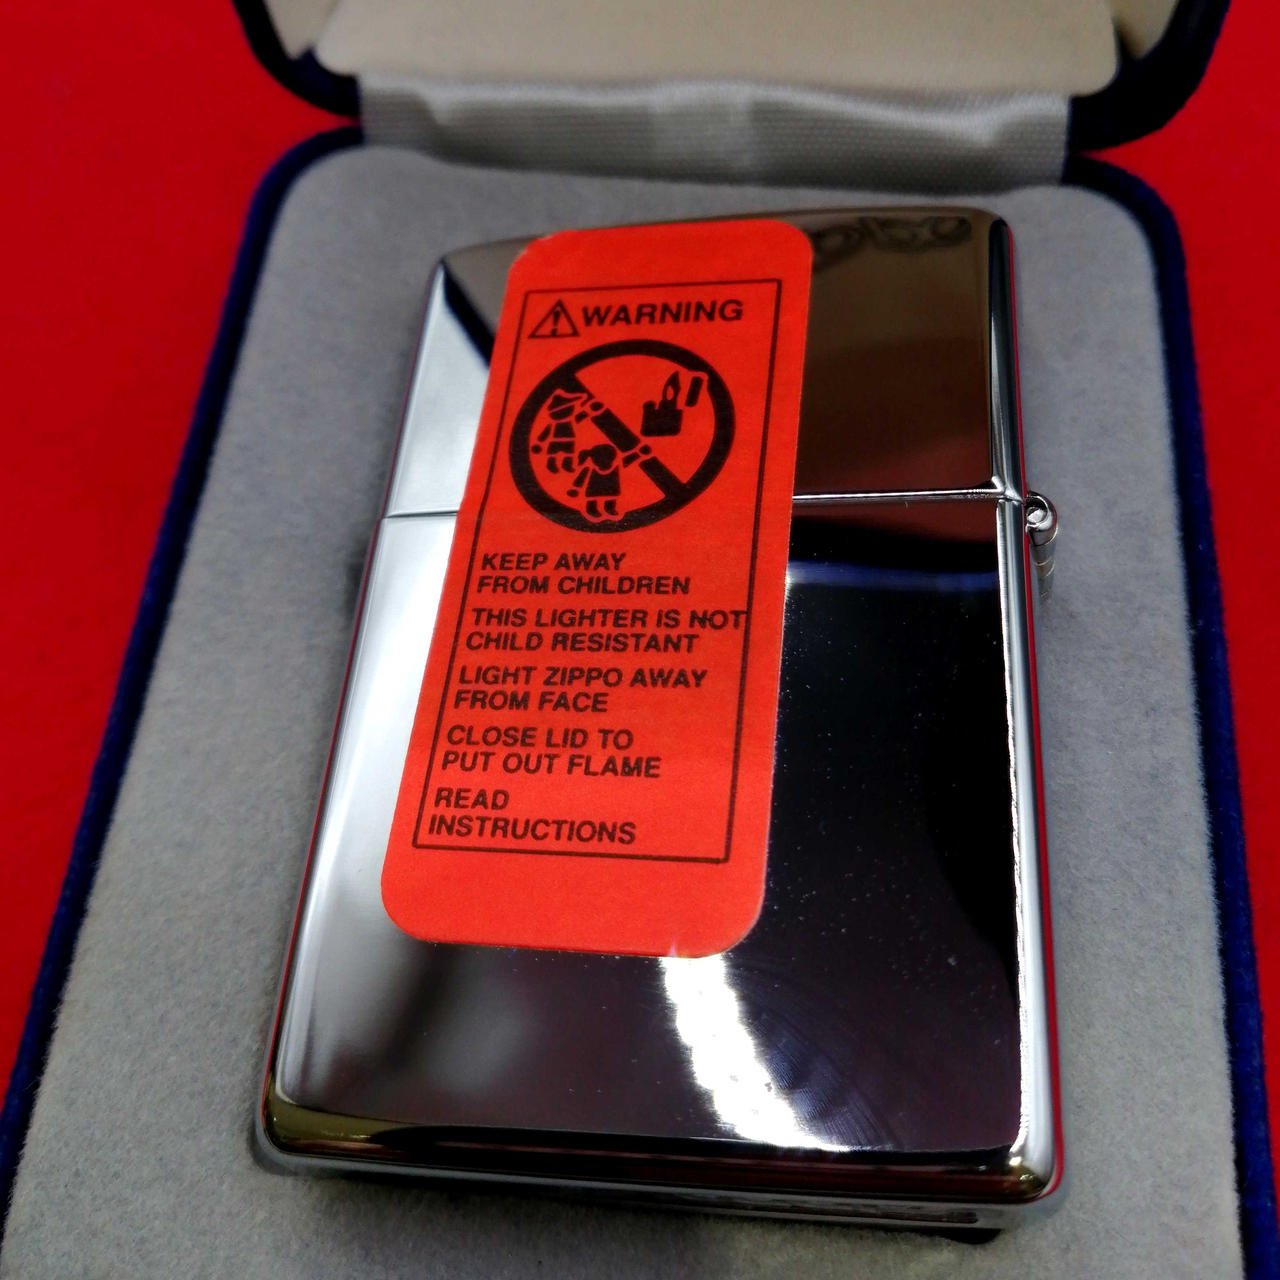 WARNING
KEEP AWAY
FROM CHILDREN
THIS LIGHTER IS NOT
CHILD RESISTANT
LIGHT ZIPPO AWAY
FROM FACE
CLOSE LID TO
PUT OUT FLAME
READ
INSTRUCTIONS